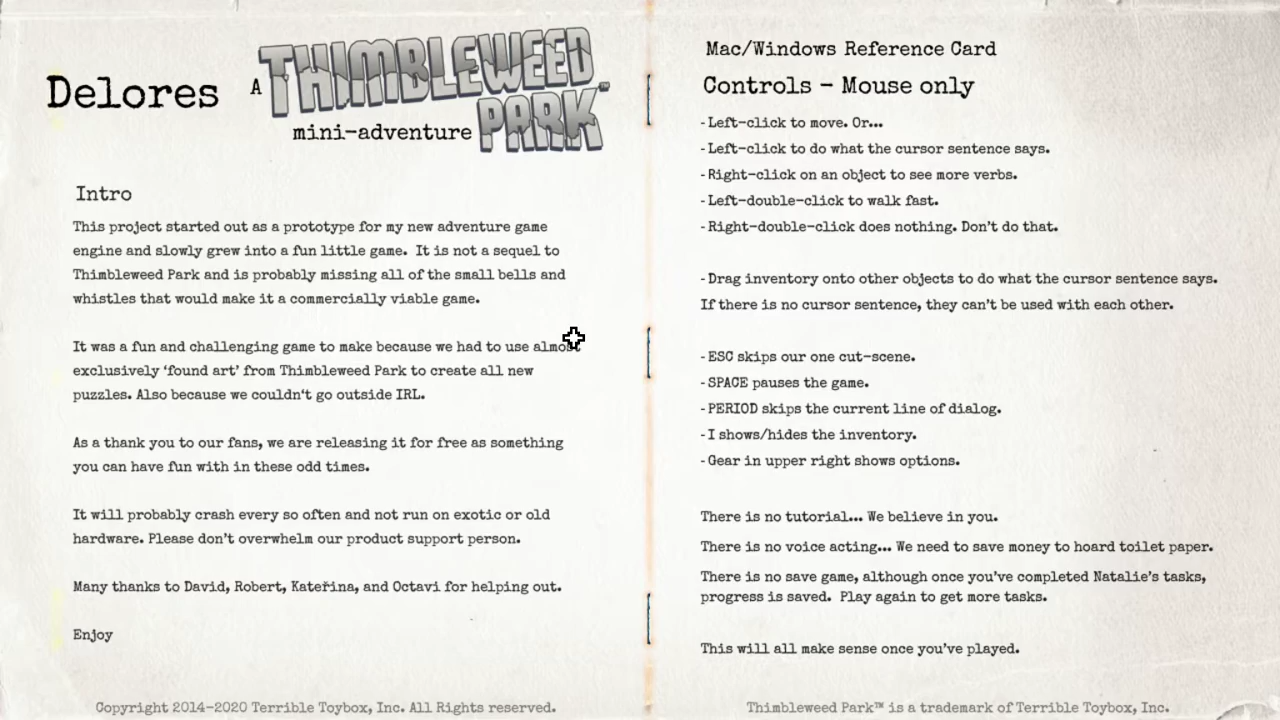 Delores A THIMBLEWEED PARK™
mini-adventure
Intro
This project started out as a prototype for my new adventure game
engine and slowly grew into a fun little game.  It is not a sequel to
Thimbleweed Park and is probably missing all of the small bells and
whistles that would make it a commercially viable game.
It was a fun and challenging game to make because we had to use almost
exclusively ‘found art’ from Thimbleweed Park to create all new
puzzles. Also because we couldn‘t go outside IRL.
As a thank you to our fans, we are releasing it for free as something
you can have fun with in these odd times.
It will probably crash every so often and not run on exotic or old
hardware. Please don’t overwhelm our product support person.
Many thanks to David, Robert, Kateřina, and Octavi for helping out.
Enjoy
Copyright 2014-2020 Terrible Toybox, Inc. All Rights reserved.
Mac/Windows Reference Card
Controls - Mouse only
- Left-click to move. Or...
- Left-click to do what the cursor sentence says.
- Right-click on an object to see more verbs.
- Left-double-click to walk fast.
- Right-double-click does nothing. Don’t do that.
- Drag inventory onto other objects to do what the cursor sentence says.
If there is no cursor sentence, they can’t be used with each other.
- ESC skips our one cut-scene.
- SPACE pauses the game.
- PERIOD skips the current line of dialog.
- I shows/hides the inventory.
- Gear in upper right shows options.
There is no tutorial... We believe in you.
There is no voice acting... We need to save money to hoard toilet paper.
There is no save game, although once you’ve completed Natalie’s tasks,
progress is saved.  Play again to get more tasks.
This will all make sense once you’ve played.
Thimbleweed Park™ is a trademark of Terrible Toybox, Inc.